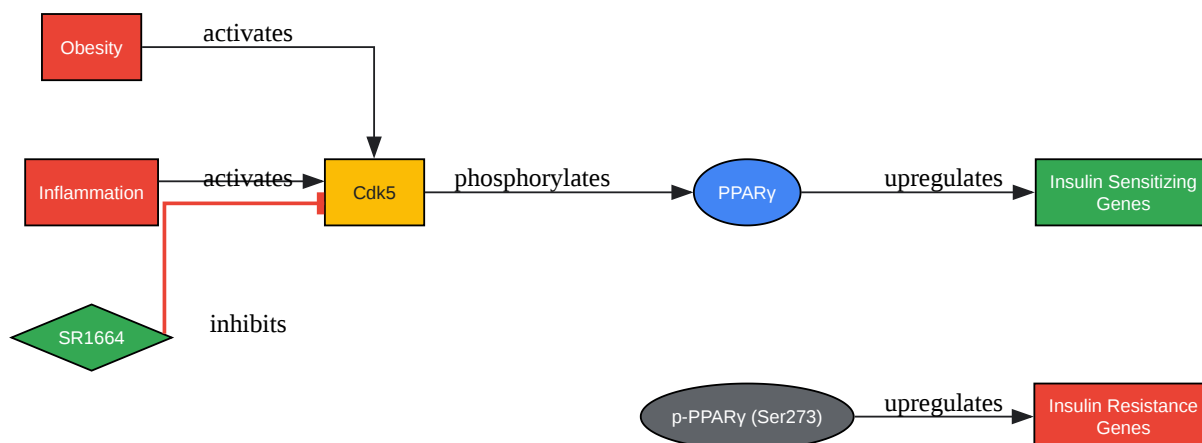 Obesity
activates
Inflammation
activates
Cdk5
phosphorylates
PPARγ
upregulates
Insulin Sensitizing
Genes
SR1664
inhibits
p-PPARγ (Ser273)
upregulates
Insulin Resistance
Genes